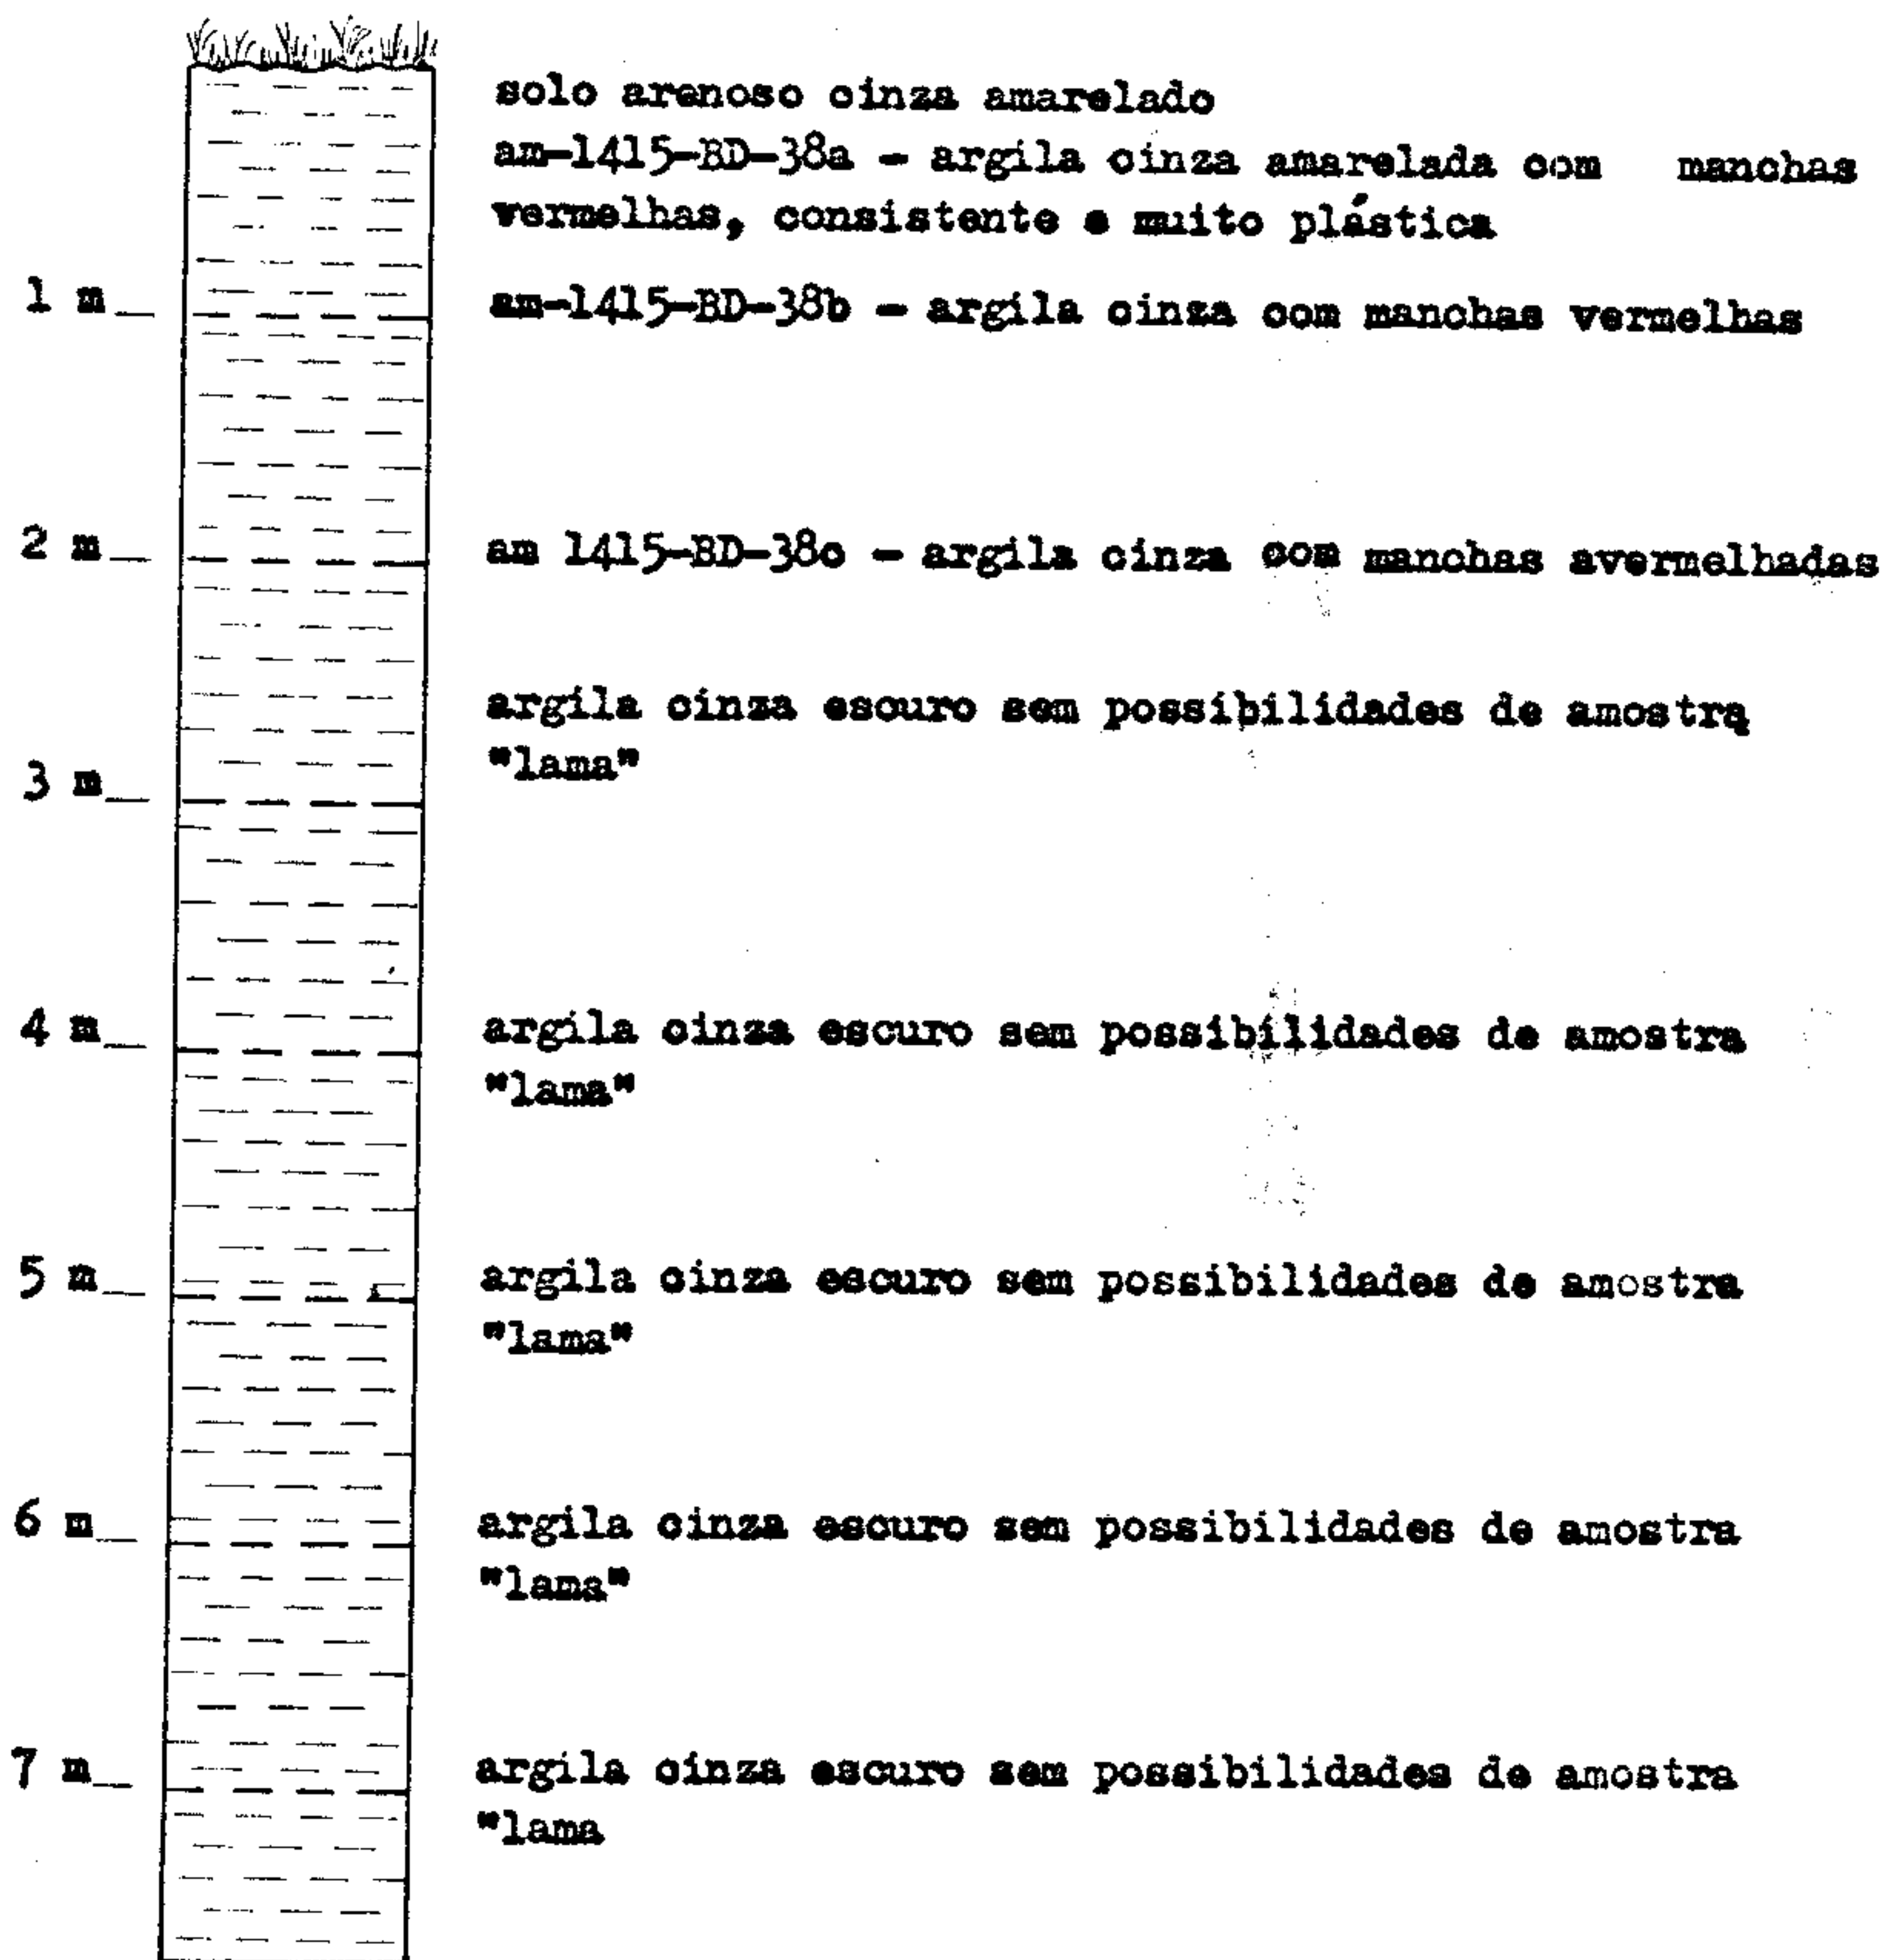 solo arenoso cinza amarelado
am-1415-BD-38a - argila cinza amarelada com manchas
vermelhas, consistente e muito plástica
1 m
am-1415-BD-38b - argila cinza com manchas vermelhas
2 m
am 1415-BD-38c - argila cinza com manchas avermelhadas
argila cinza escuro sem possibilidades de amostra
"lama"
3 m
4 m
argila cinza escuro sem possibilidades de amostra
"lama"
5 m
argila cinza escuro sem possibilidades de amostra
"lama"
6 m
argila cinza escuro sem possibilidades de amostra
"lama"
7 m
argila cinza escuro sem possibilidades de amostra
"lama